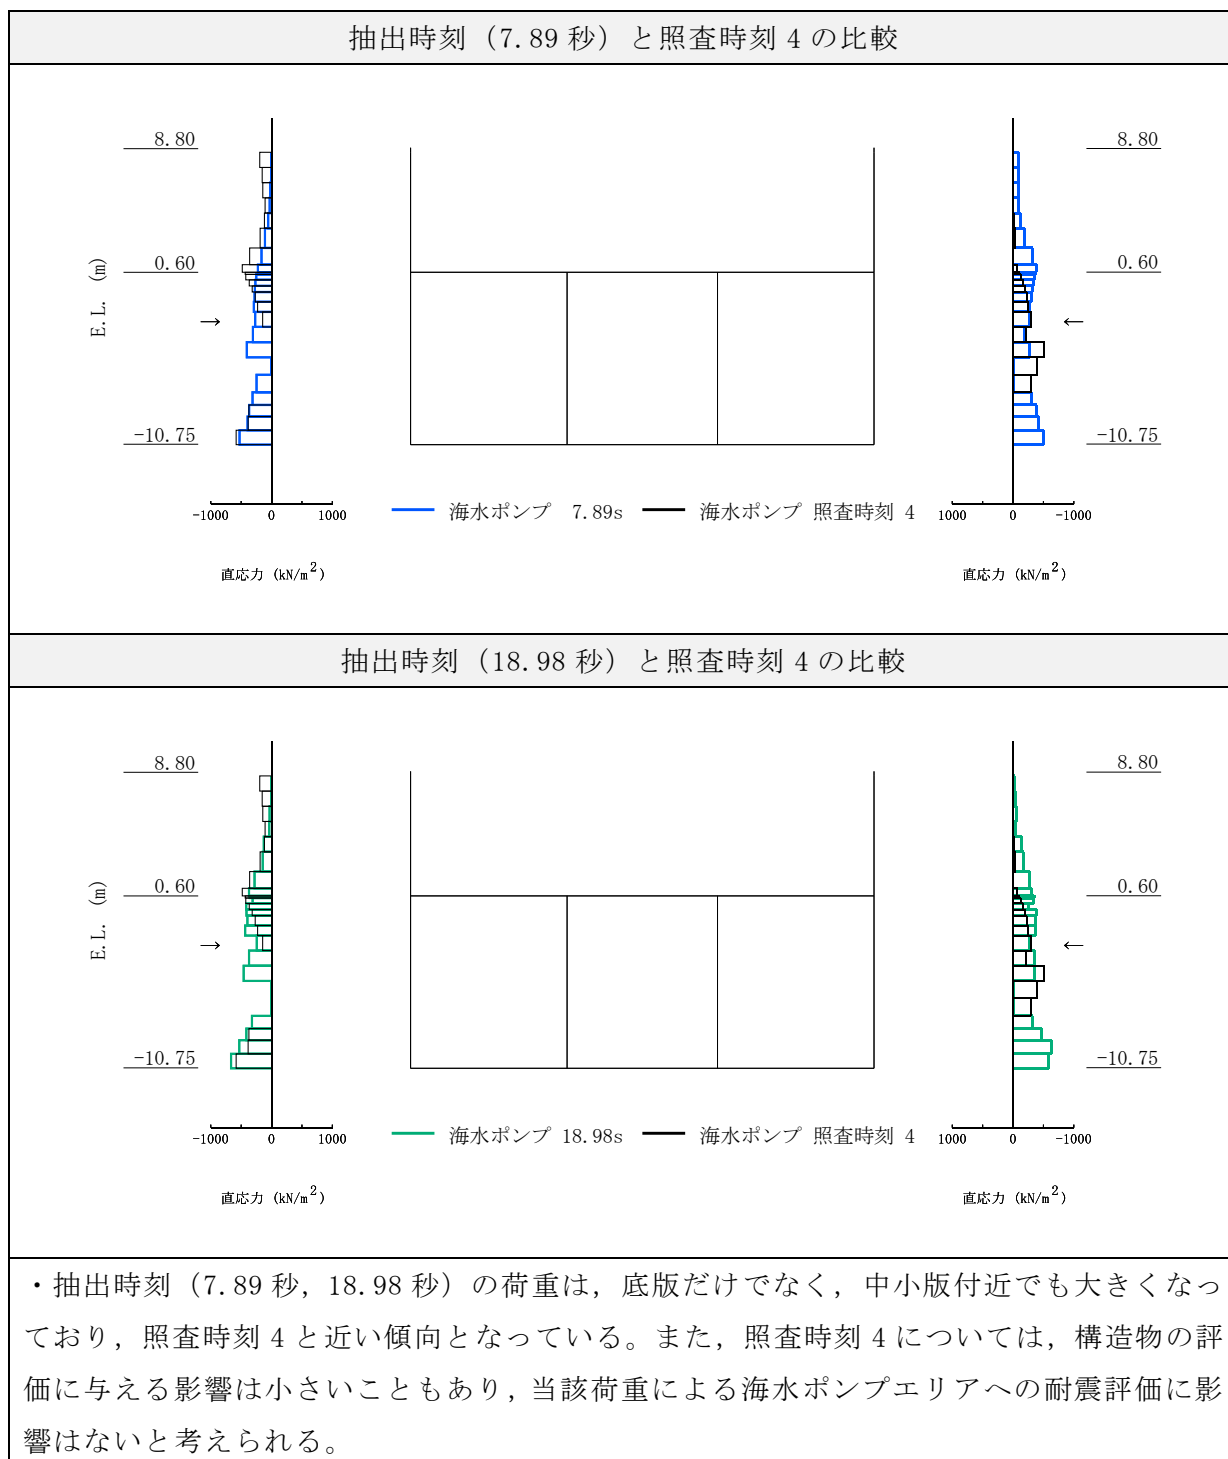 抽出時刻（7.89 秒）と照査時刻 4 の比較
8.80
8.80
0.60
0.60
E.L. (m)
→
←
-10.75
-10.75
-1000 0 1000
海水ポンプ 7.89s
海水ポンプ 照査時刻 4
1000 0 -1000
直応力 (kN/m²)
直応力 (kN/m²)
抽出時刻（18.98 秒）と照査時刻 4 の比較
8.80
8.80
0.60
0.60
E.L. (m)
→
←
-10.75
-10.75
-1000 0 1000
海水ポンプ 18.98s
海水ポンプ 照査時刻 4
1000 0 -1000
直応力 (kN/m²)
直応力 (kN/m²)
・抽出時刻（7.89 秒，18.98 秒）の荷重は，底版だけでなく，中小版付近でも大きくなっ
ており，照査時刻 4 と近い傾向となっている。また，照査時刻 4 については，構造物の評
価に与える影響は小さいこともあり，当該荷重による海水ポンプエリアへの耐震評価に影
響はないと考えられる。